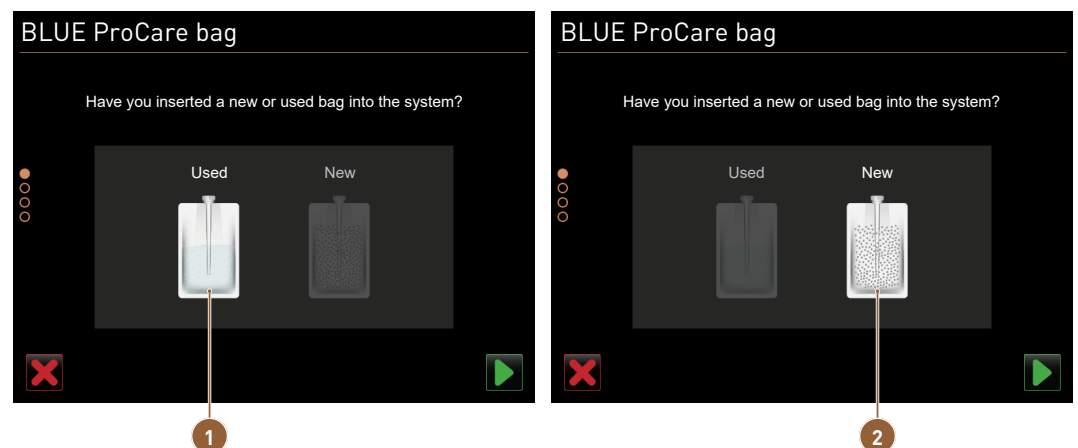 BLUE ProCare bag
Have you inserted a new or used bag into the system?
Used
New
1
BLUE ProCare bag
Have you inserted a new or used bag into the system?
Used
New
2